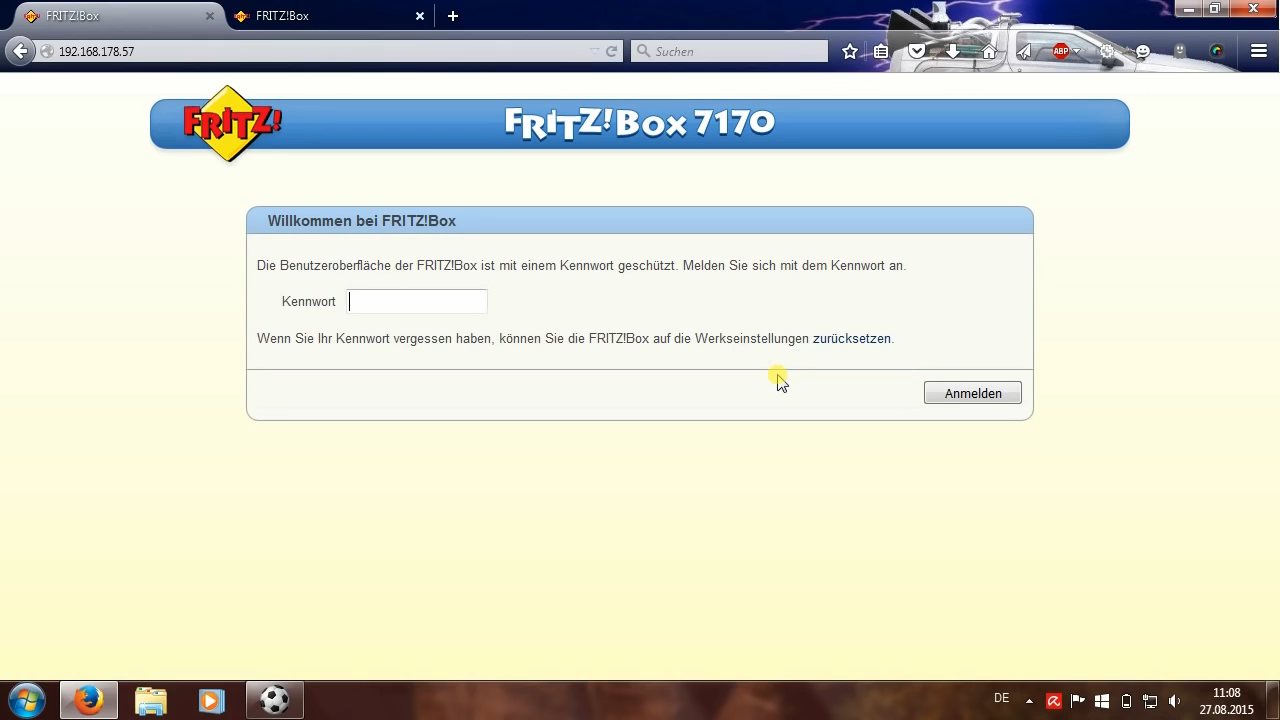 FRITZ!Box
FRITZ!Box
192.168.178.57
Suchen
ABP
FRITZ!
FRITZ!Box 7170
Willkommen bei FRITZ!Box
Die Benutzeroberfläche der FRITZ!Box ist mit einem Kennwort geschützt. Melden Sie sich mit dem Kennwort an.
Kennwort
Wenn Sie Ihr Kennwort vergessen haben, können Sie die FRITZ!Box auf die Werkseinstellungen zurücksetzen.
Anmelden
DE
11:08
27.08.2015